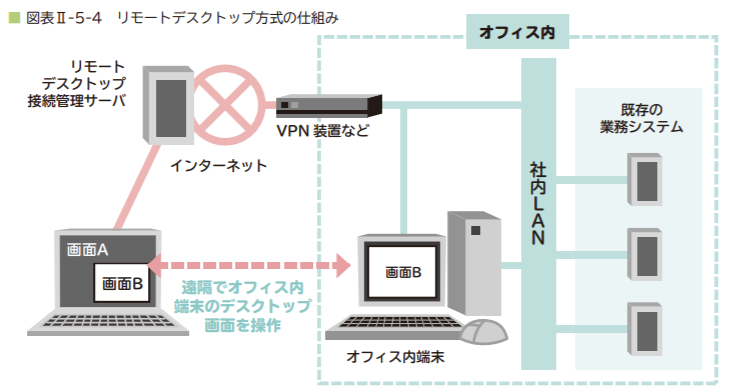 ■ 図表Ⅱ-5-4 リモートデスクトップ方式の仕組み
オフィス内
リモート
デスクトップ
接続管理サーバ
VPN 装置など
インターネット
既存の
業務システム
社内LAN
画面A
画面B
画面B
遠隔でオフィス内
端末のデスクトップ
画面を操作
オフィス内端末